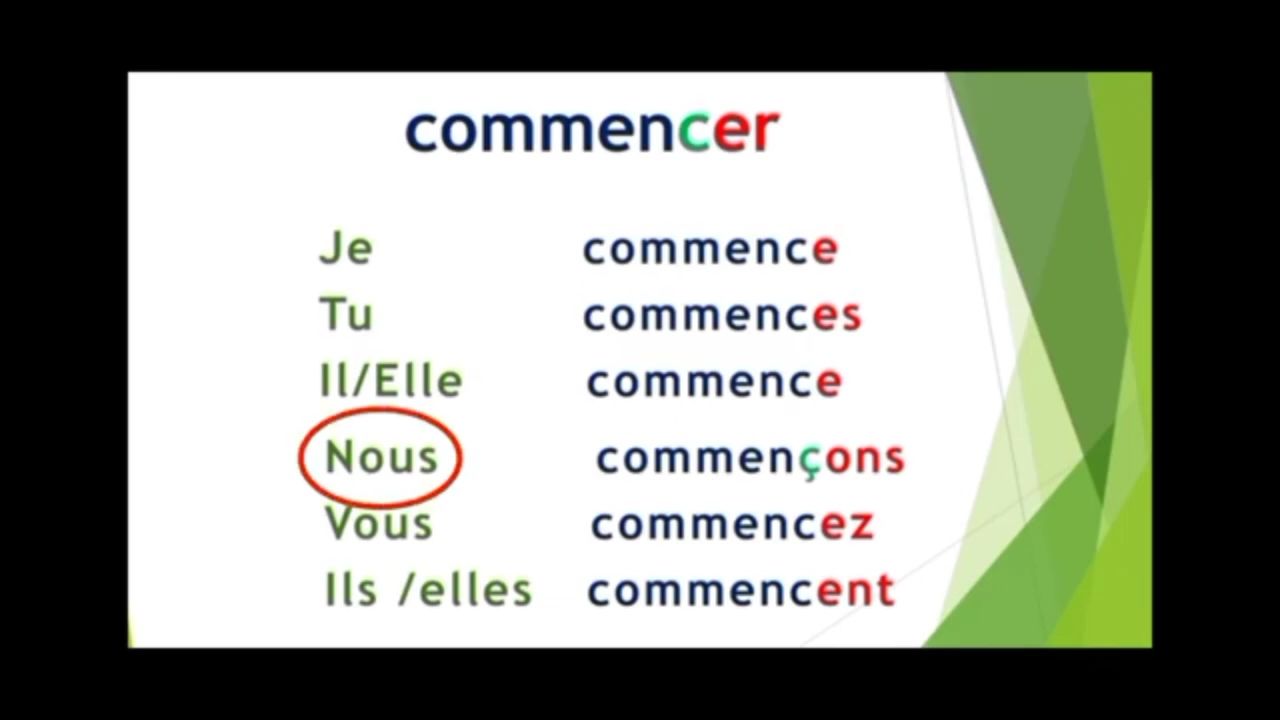 commencer
Je commence
Tu commences
Il/Elle commence
Nous commençons
Vous commencez
Ils /elles commencent